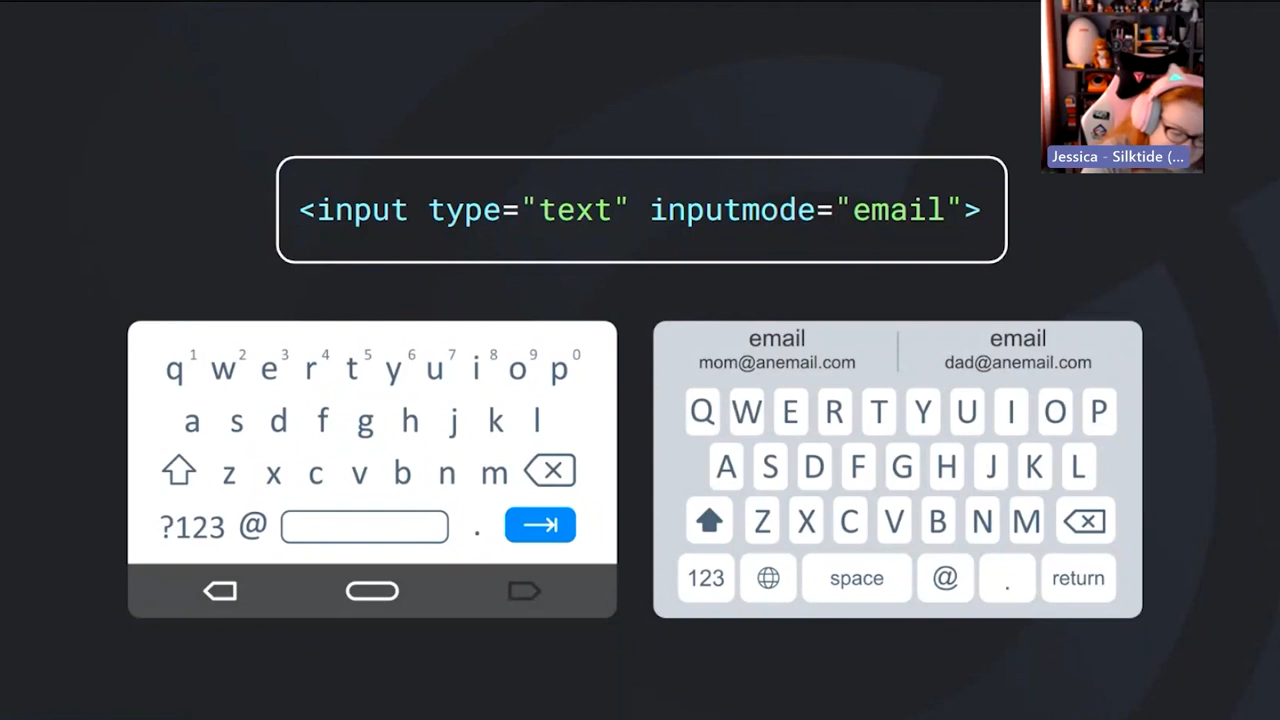 Jessica - Silktide (...
<input type="text" inputmode="email">
q1 w2 e3 r4 t5 y6 u7 i8 o9 p0
a s d f g h j k l
z x c v b n m
?123 @ .
email
mom@anemail.com
email
dad@anemail.com
Q W E R T Y U I O P
A S D F G H J K L
Z X C V B N M
123 space @ . return